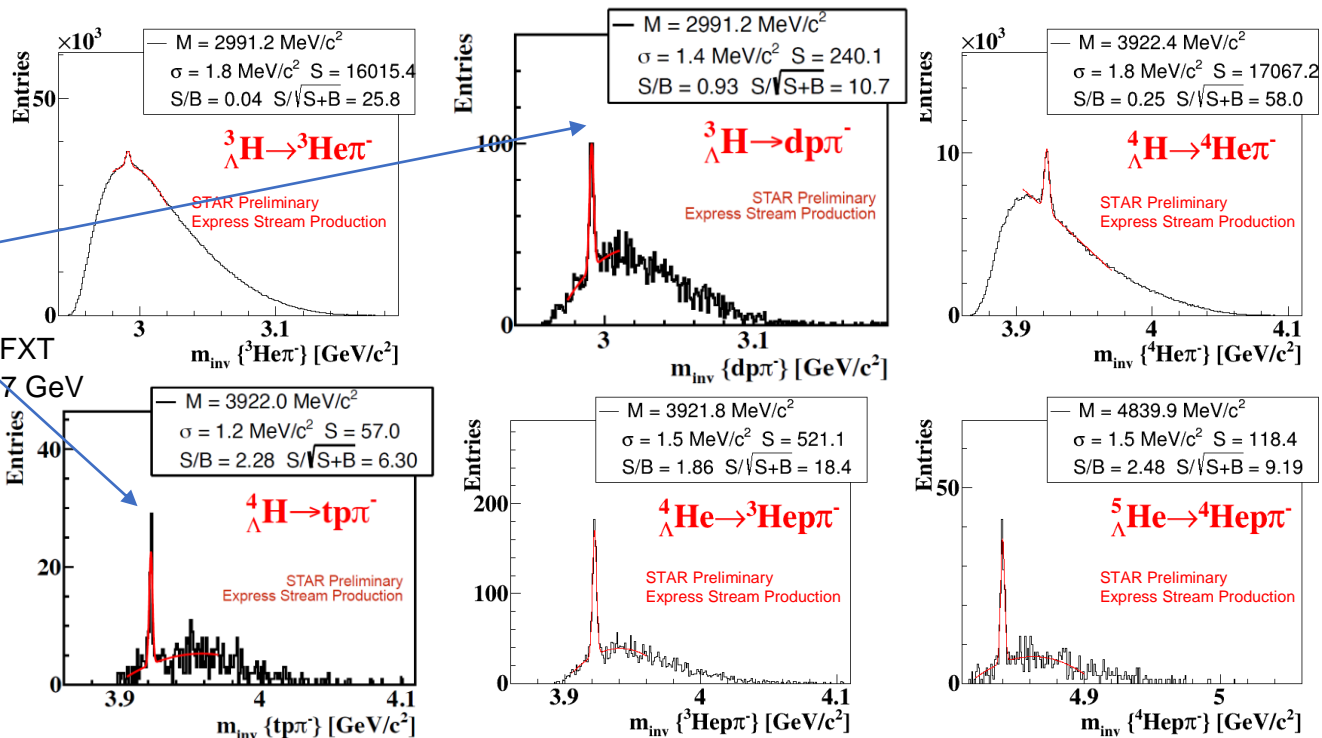 ×10³
Entries
50
0
— M = 2991.2 MeV/c²
σ = 1.8 MeV/c² S = 16015.4
S/B = 0.04 S/√S+B = 25.8
³ΛH→³Heπ⁻
STAR Preliminary
Express Stream Production
3
3.1
m_inv {³Heπ⁻} [GeV/c²]
Entries
100
0
— M = 2991.2 MeV/c²
σ = 1.4 MeV/c² S = 240.1
S/B = 0.93 S/√S+B = 10.7
³ΛH→dpπ⁻
STAR Preliminary
Express Stream Production
3
3.1
m_inv {dpπ⁻} [GeV/c²]
×10³
Entries
10
0
— M = 3922.4 MeV/c²
σ = 1.8 MeV/c² S = 17067.2
S/B = 0.25 S/√S+B = 58.0
⁴ΛH→⁴Heπ⁻
STAR Preliminary
Express Stream Production
3.9
4
4.1
m_inv {⁴Heπ⁻} [GeV/c²]
FXT
7 GeV
Entries
40
20
0
— M = 3922.0 MeV/c²
σ = 1.2 MeV/c² S = 57.0
S/B = 2.28 S/√S+B = 6.30
⁴ΛH→tpπ⁻
STAR Preliminary
Express Stream Production
3.9
4
4.1
m_inv {tpπ⁻} [GeV/c²]
Entries
200
100
0
— M = 3921.8 MeV/c²
σ = 1.5 MeV/c² S = 521.1
S/B = 1.86 S/√S+B = 18.4
⁴ΛHe→³Hepπ⁻
STAR Preliminary
Express Stream Production
3.9
4
4.1
m_inv {³Hepπ⁻} [GeV/c²]
Entries
50
0
— M = 4839.9 MeV/c²
σ = 1.5 MeV/c² S = 118.4
S/B = 2.48 S/√S+B = 9.19
⁵ΛHe→⁴Hepπ⁻
STAR Preliminary
Express Stream Production
4.9
5
m_inv {⁴Hepπ⁻} [GeV/c²]